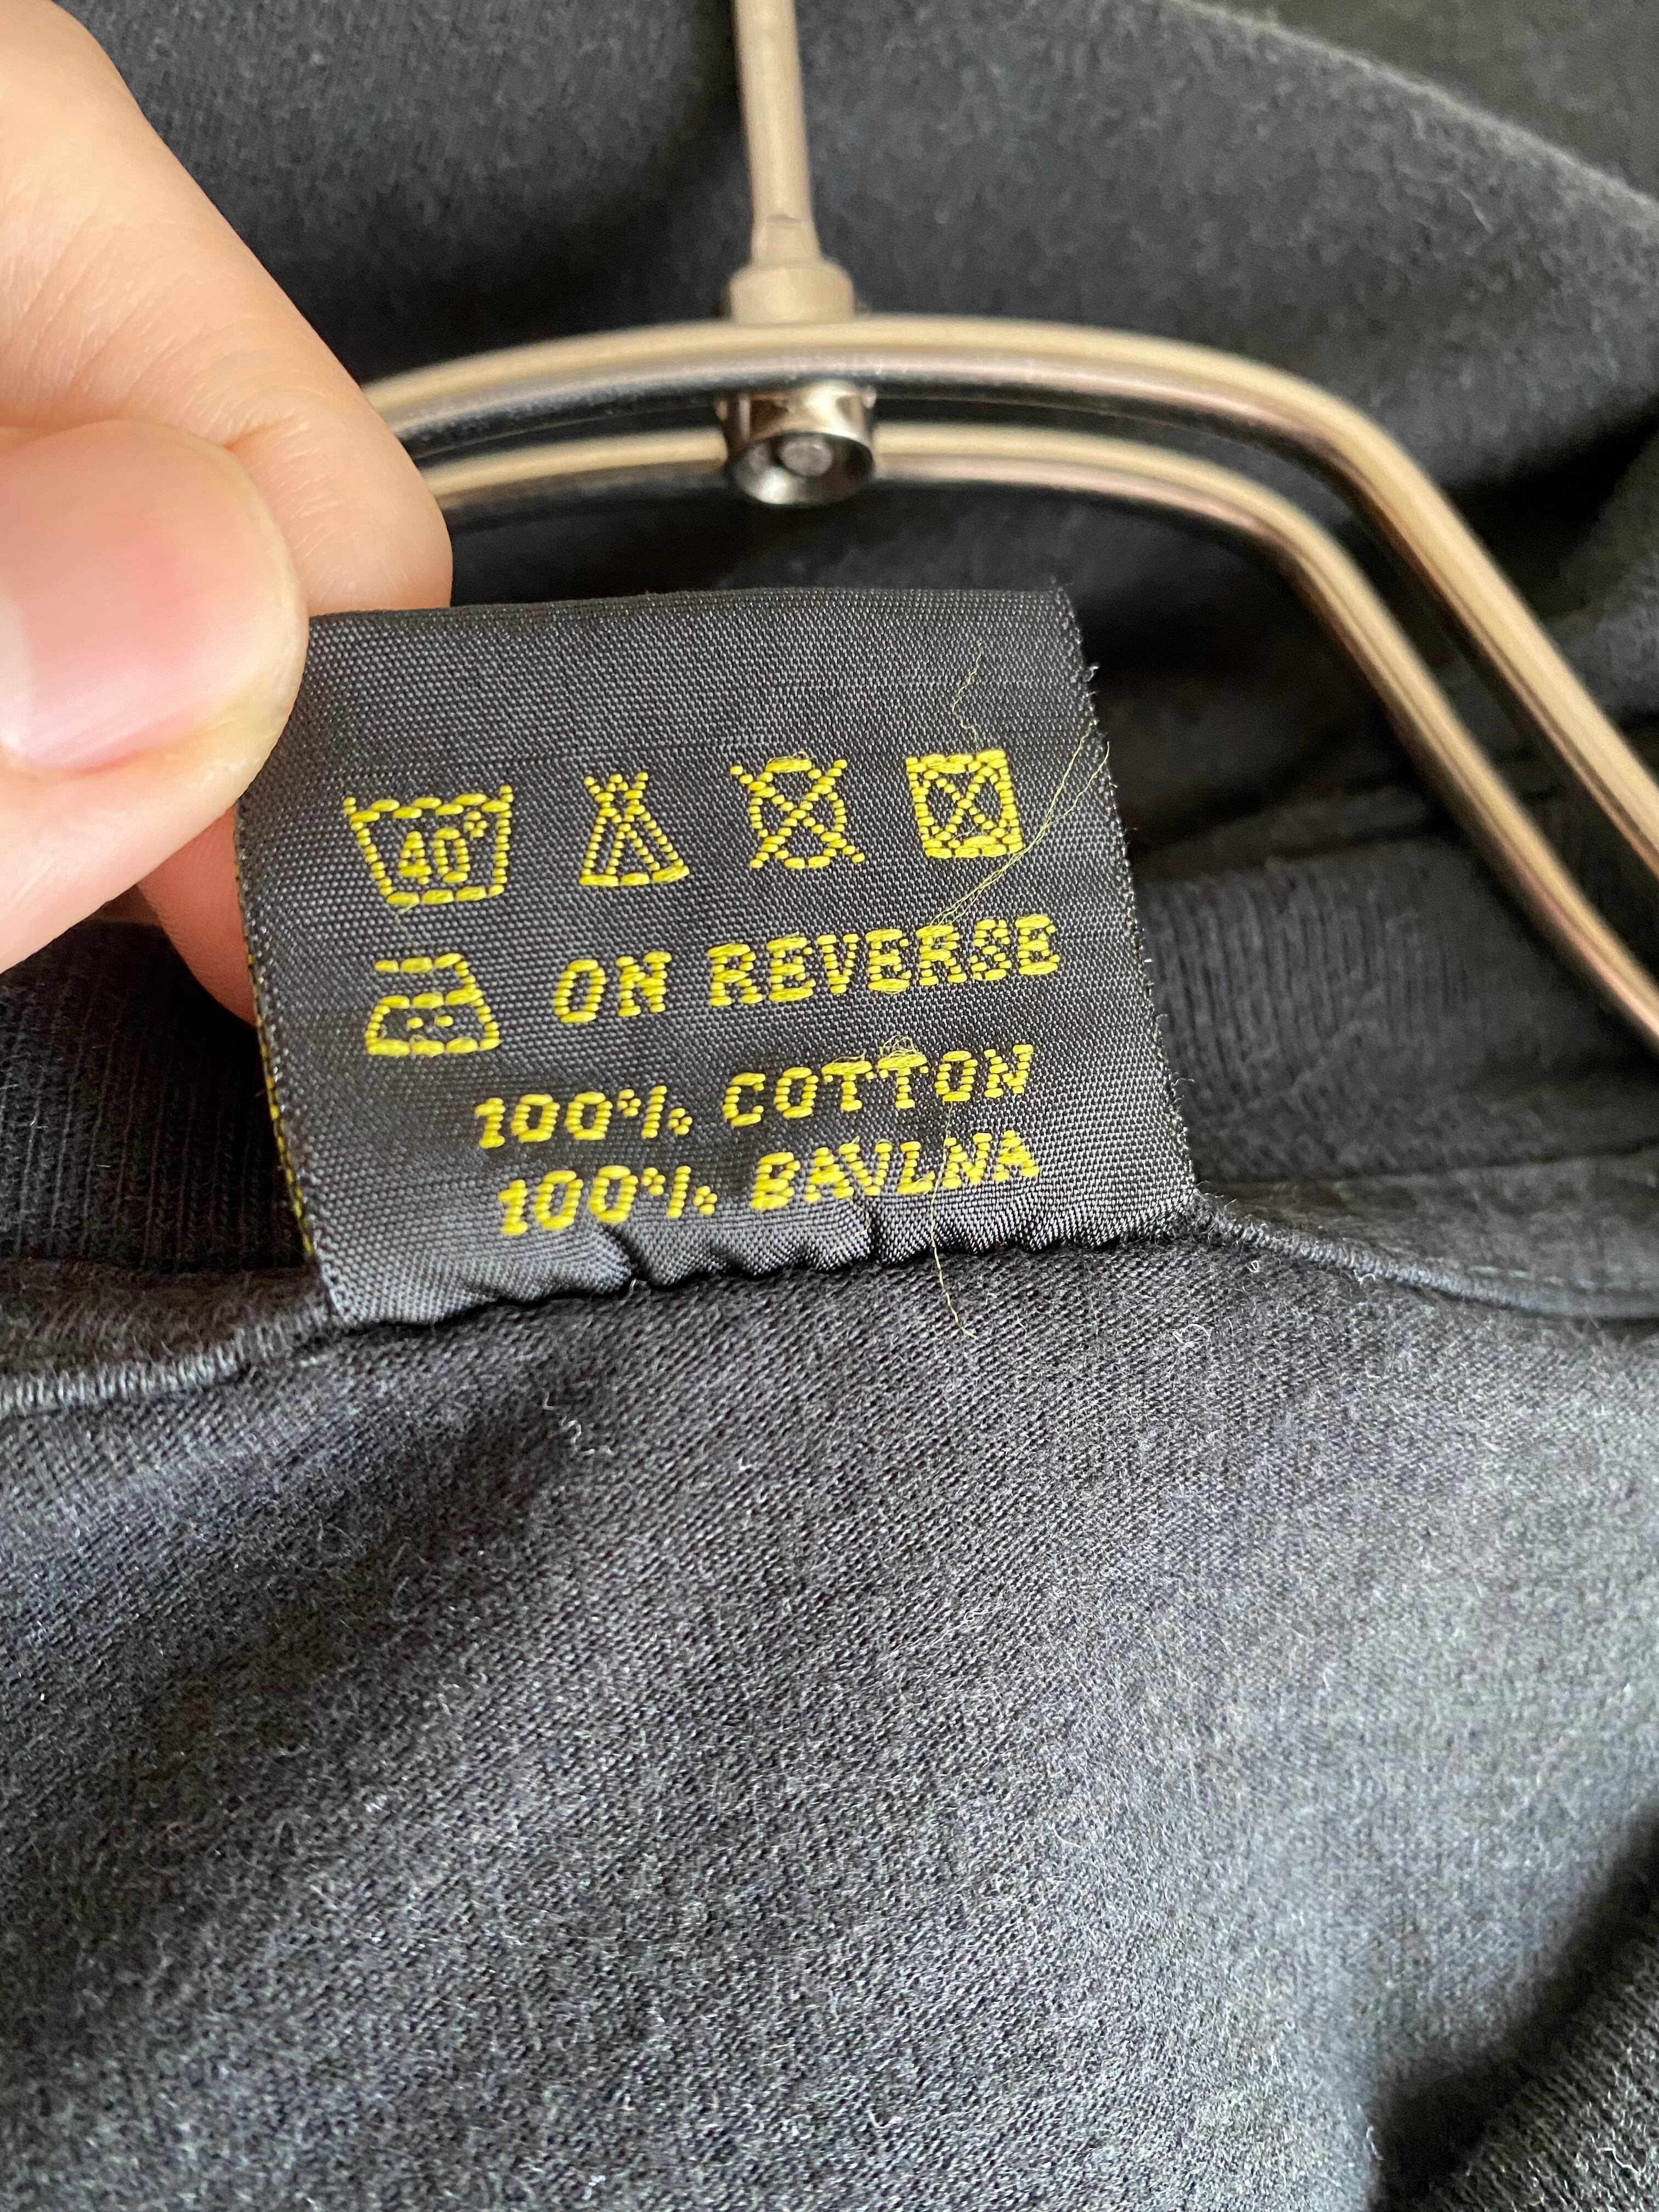 40°
ON REVERSE
100% COTTON
100% BAVLNA